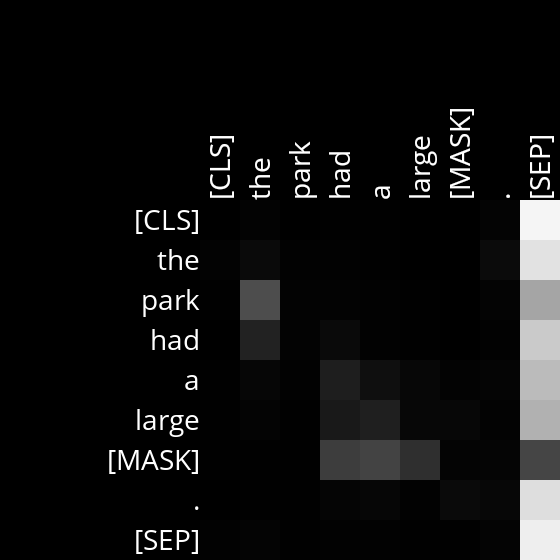 [CLS] the park had a large [MASK] . [SEP]
[CLS]
the
park
had
a
large
[MASK]
.
[SEP]